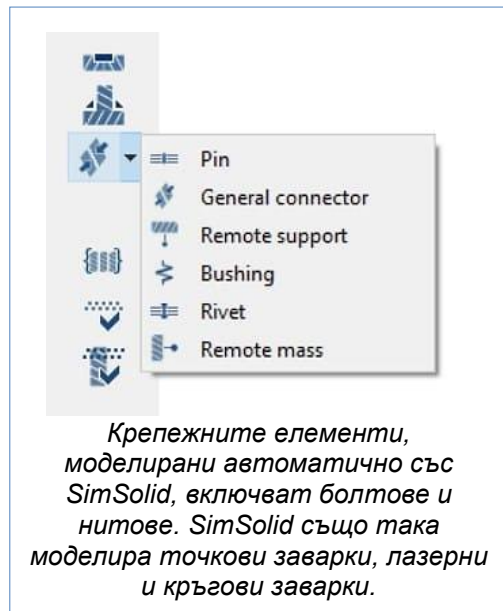 Pin
General connector
Remote support
Bushing
Rivet
Remote mass
Крепежните елементи,
моделирани автоматично със
SimSolid, включват болтове и
нитове. SimSolid също така
моделира точкови заварки, лазерни
и кръгови заварки.